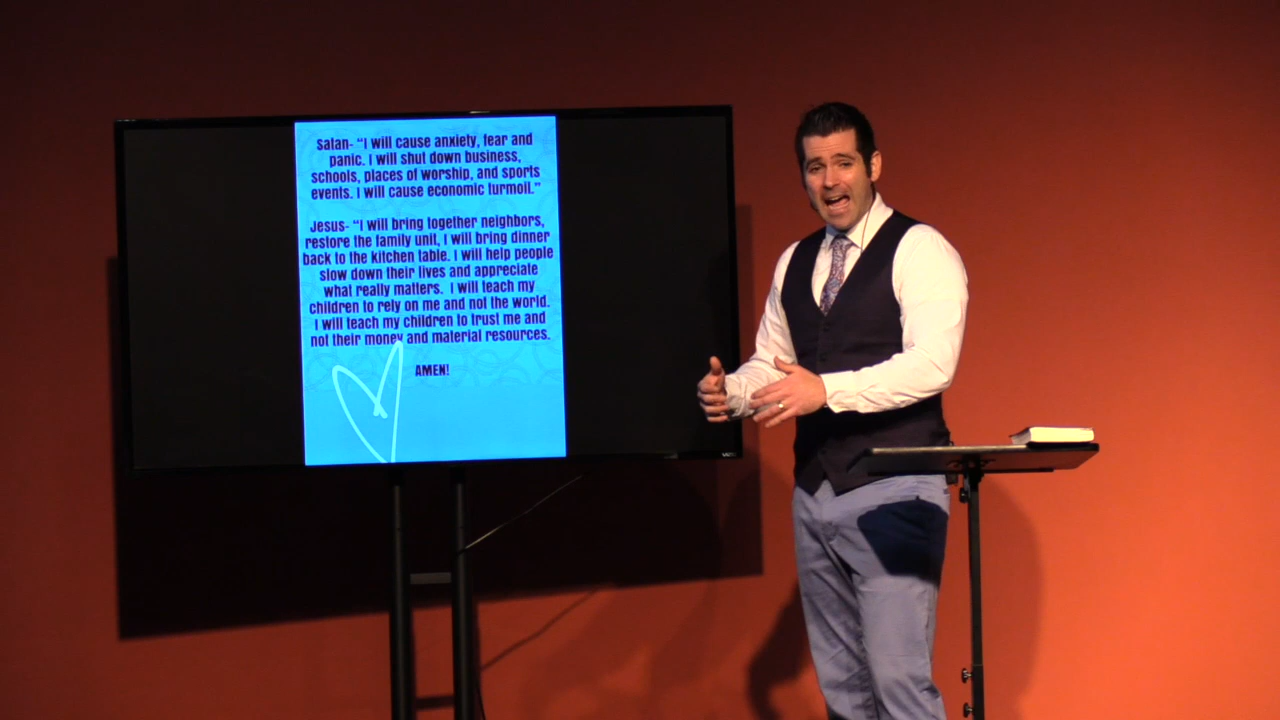 Satan- “I will cause anxiety, fear and
panic. I will shut down business,
schools, places of worship, and sports
events. I will cause economic turmoil.”
Jesus- “I will bring together neighbors,
restore the family unit, I will bring dinner
back to the kitchen table. I will help people
slow down their lives and appreciate
what really matters. I will teach my
children to rely on me and not the world.
I will teach my children to trust me and
not their money and material resources.
AMEN!
VIZIO